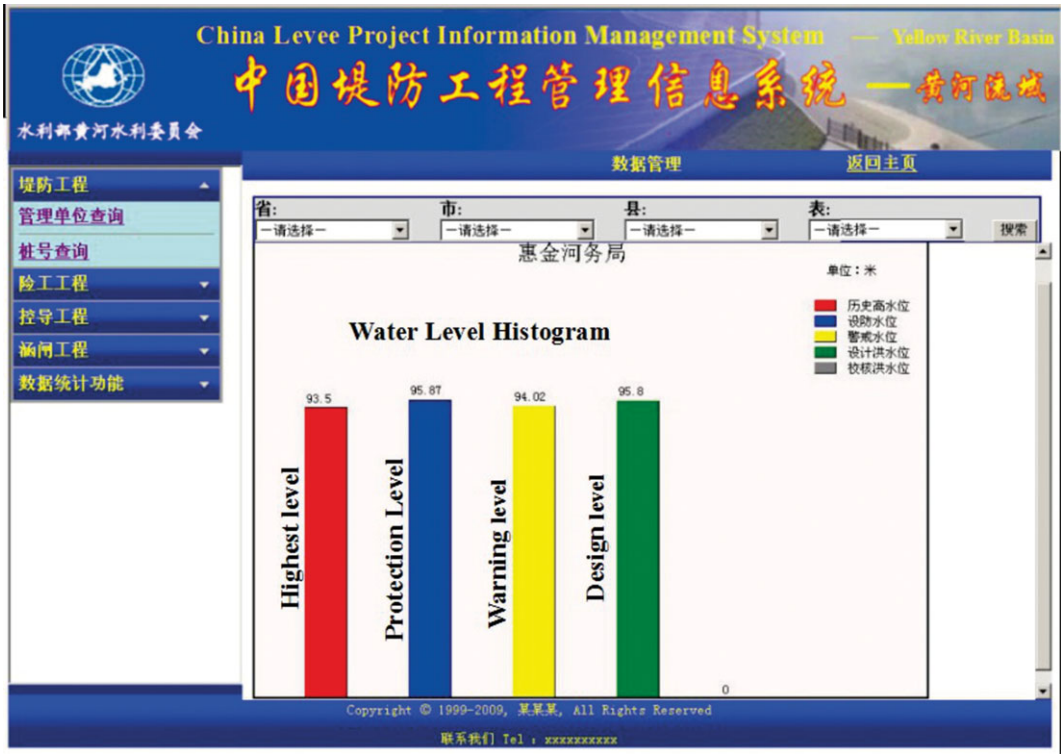 China Levee Project Information Management System — Yellow River Basin
中国堤防工程管理信息系统 — 黄河流域
水利部黄河水利委员会
数据管理 返回主页
堤防工程
管理单位查询
桩号查询
险工工程
控导工程
涵闸工程
数据统计功能
省: 市: 县: 表:
—请选择— —请选择— —请选择— —请选择— 搜索
惠金河务局
单位：米
历史高水位
设防水位
警戒水位
设计洪水位
校核洪水位
Water Level Histogram
93.5 95.87 94.02 95.8 0
Highest level
Protection Level
Warning level
Design level
Copyright © 1999-2009, 某某某, All Rights Reserved
联系我们 Tel : xxxxxxxxxx